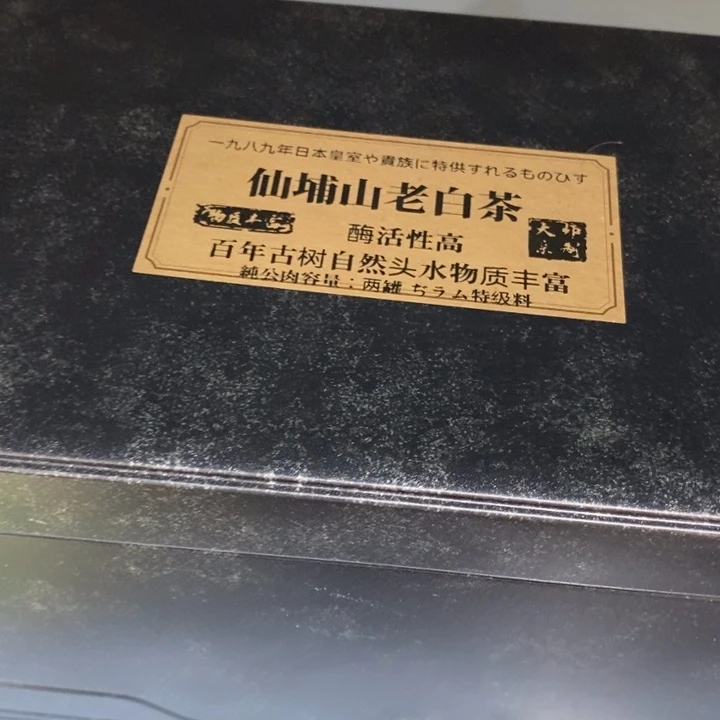 一九八九年日本皇室や貴族に特供すれるものひす
仙埔山老白茶
酶活性高
百年古树自然头水物质丰富
純公肉容量:两罐 ぢラム特级料